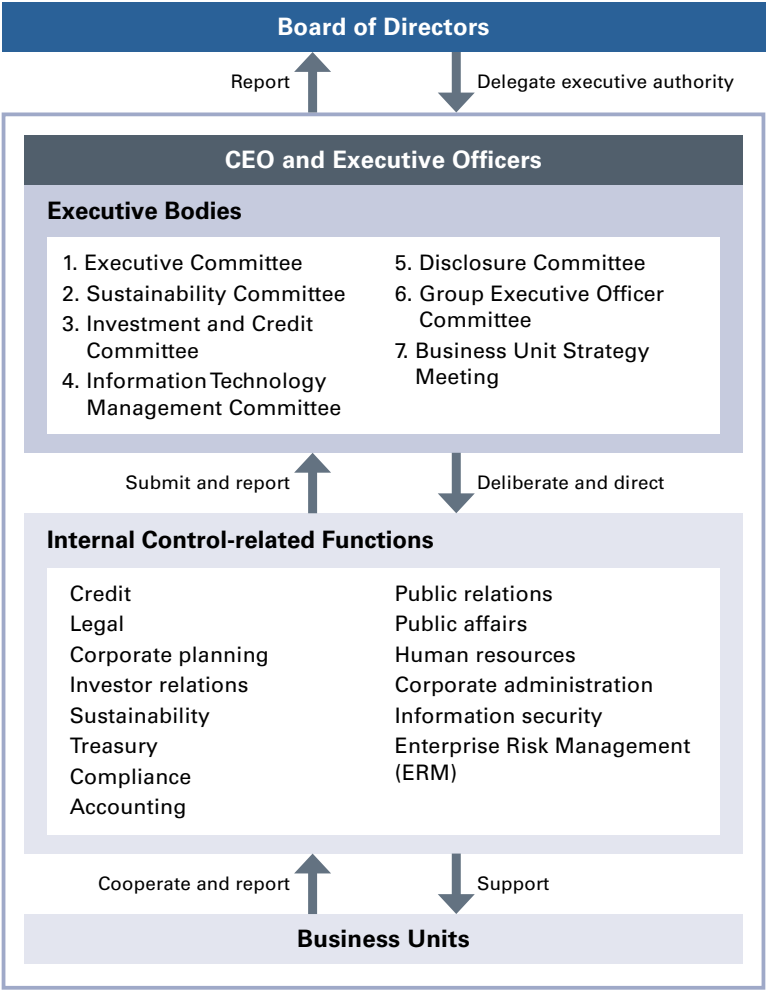 Board of Directors
Report
Delegate executive authority
CEO and Executive Officers
Executive Bodies
1. Executive Committee
2. Sustainability Committee
3. Investment and Credit
Committee
4. Information Technology
Management Committee
5. Disclosure Committee
6. Group Executive Officer
Committee
7. Business Unit Strategy
Meeting
Submit and report
Deliberate and direct
Internal Control-related Functions
Credit
Legal
Corporate planning
Investor relations
Sustainability
Treasury
Compliance
Accounting
Public relations
Public affairs
Human resources
Corporate administration
Information security
Enterprise Risk Management
(ERM)
Cooperate and report
Support
Business Units